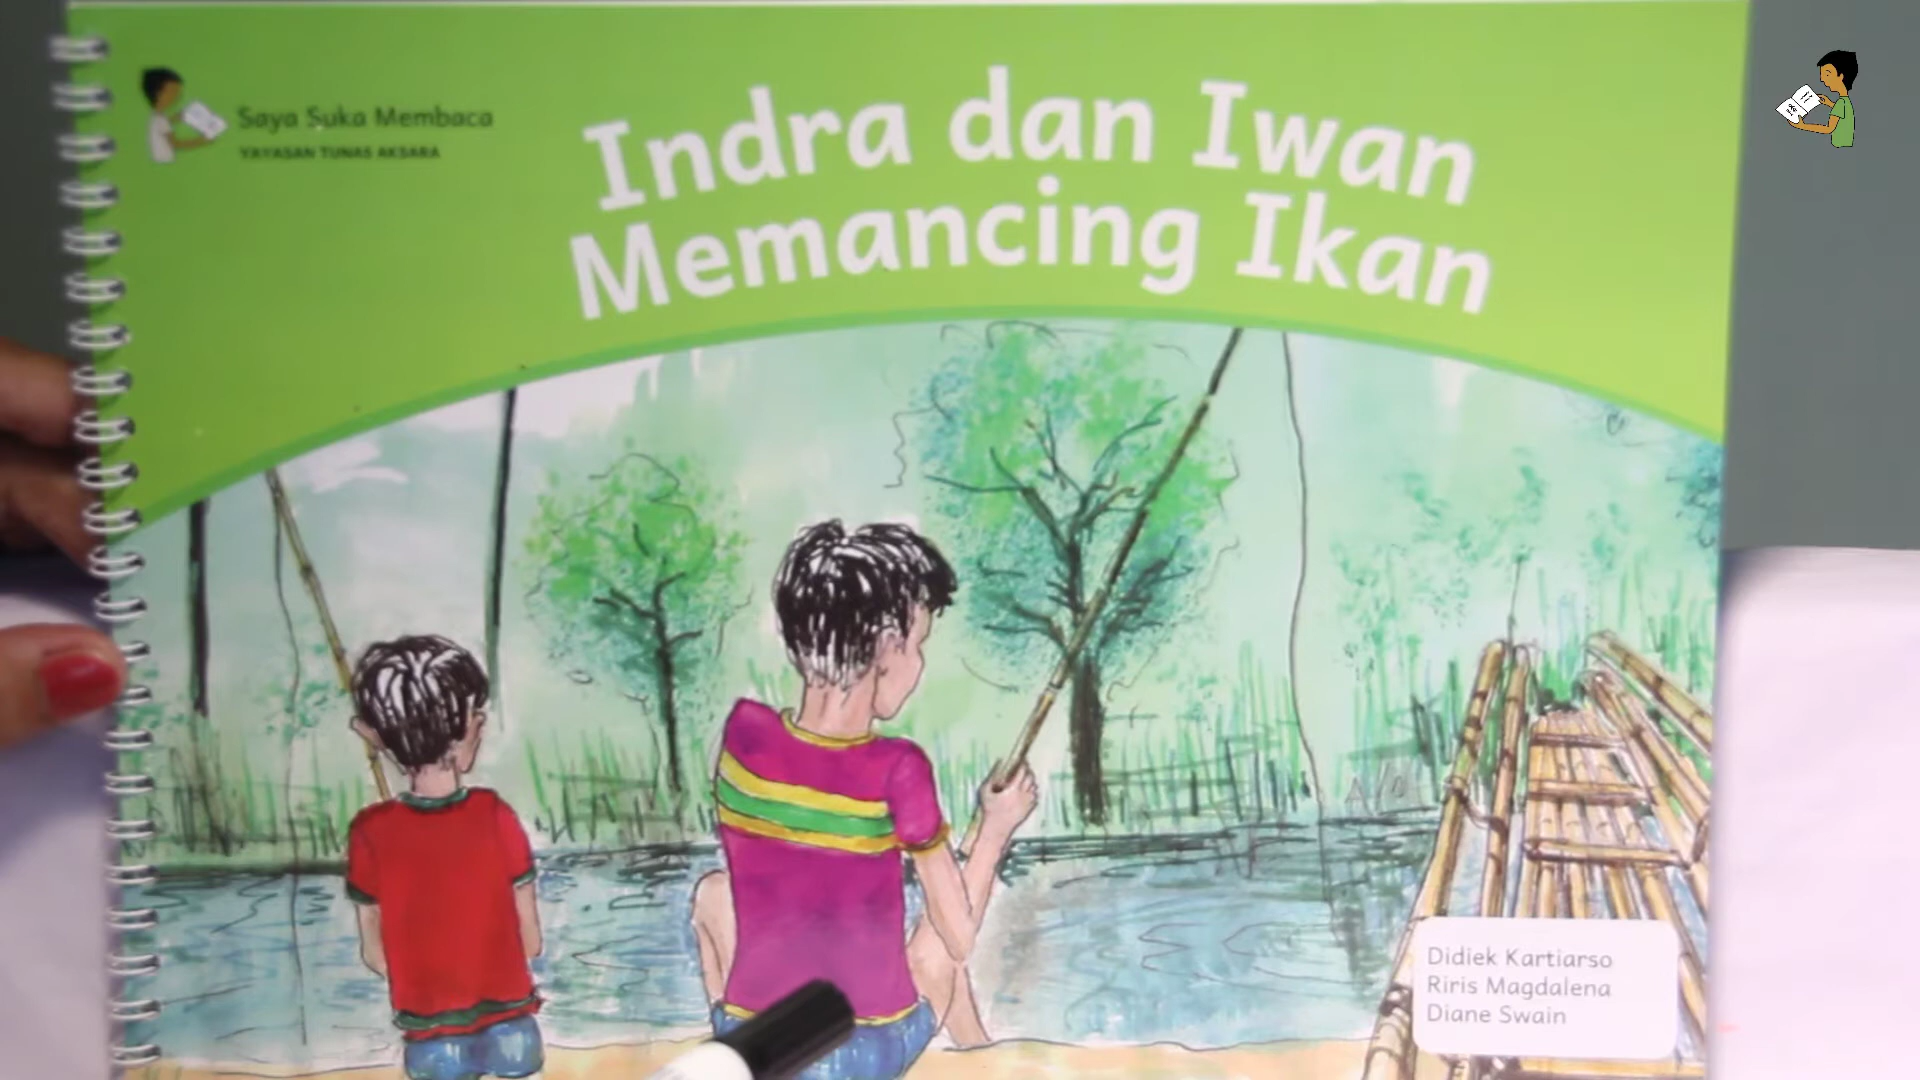 Saya Suka Membaca
YAYASAN TUNAS AKSARA
Indra dan Iwan
Memancing Ikan
Didiek Kartiarso
Riris Magdalena
Diane Swain